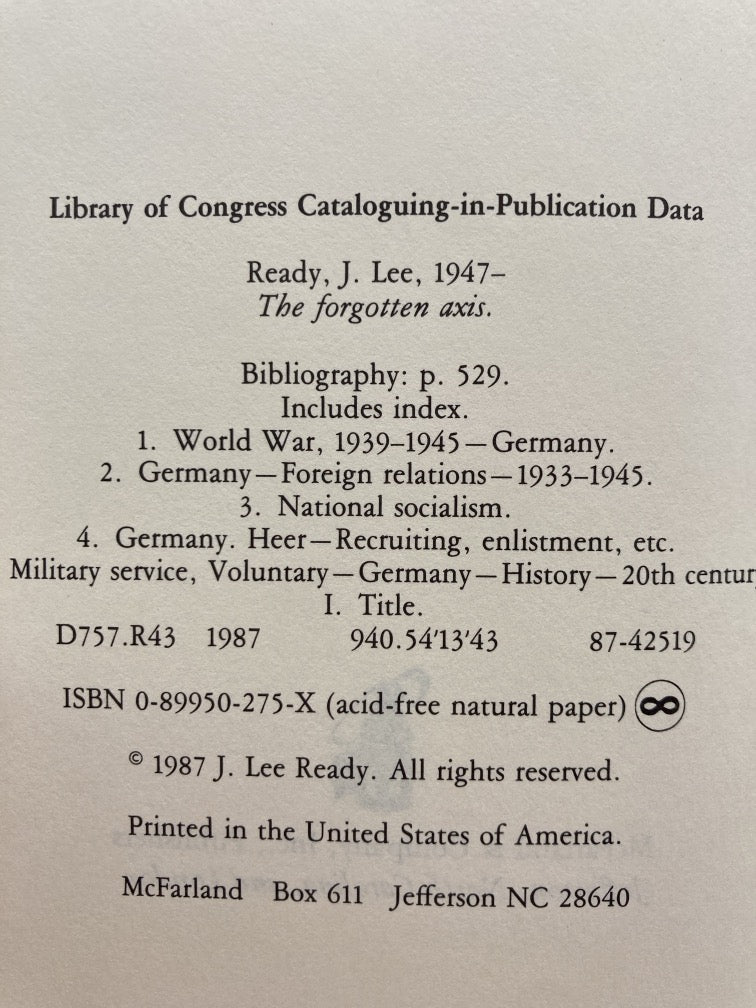 Library of Congress Cataloguing-in-Publication Data
Ready, J. Lee, 1947–
The forgotten axis.
Bibliography: p. 529.
Includes index.
1. World War, 1939–1945—Germany.
2. Germany—Foreign relations—1933–1945.
3. National socialism.
4. Germany. Heer—Recruiting, enlistment, etc.
Military service, Voluntary—Germany—History—20th
I. Title.
D757.R43 1987 940.54'13'43 87-42519
ISBN 0-89950-275-X (acid-free natural paper) ∞
© 1987 J. Lee Ready. All rights reserved.
Printed in the United States of America.
McFarland Box 611 Jefferson NC 28640